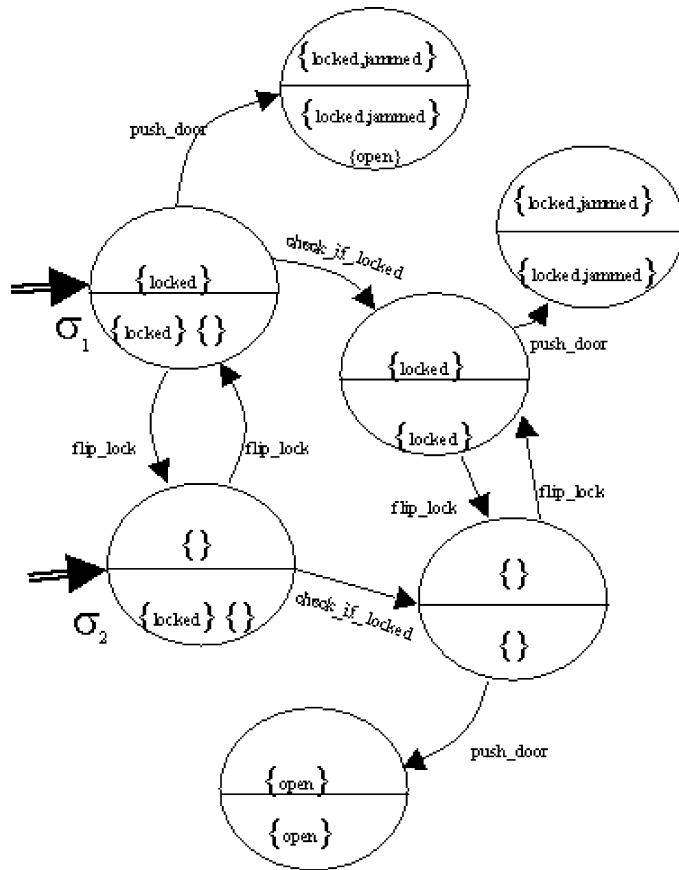 {locked,jammed}
{locked,jammed}
{open}
push_door
{locked,jammed}
{locked,jammed}
check_if_locked
{locked}
{locked} {}
σ1
push_door
{locked}
{locked}
flip_lock
flip_lock
flip_lock
flip_lock
{}
{locked} {}
σ2
check_if_locked
{}
{}
push_door
{open}
{open}